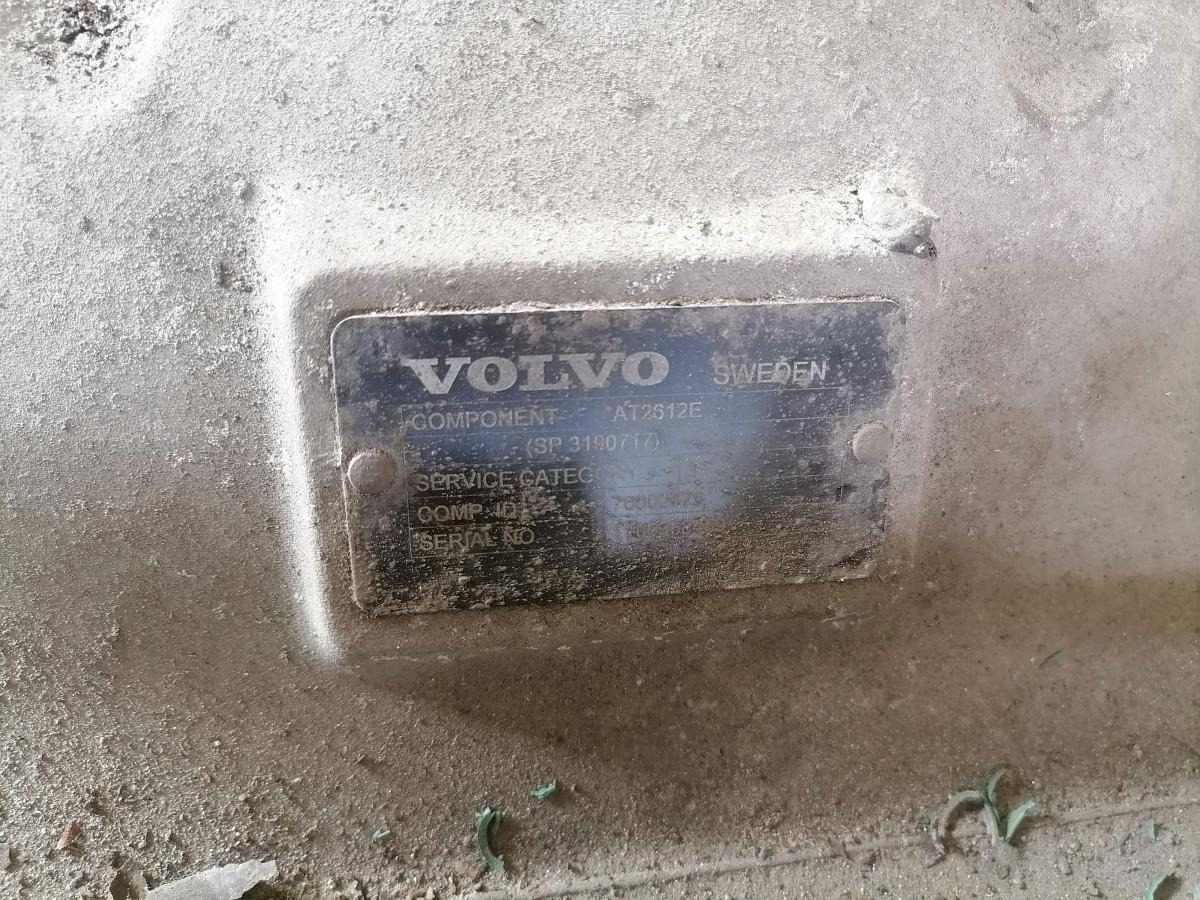 VOLVO SWEDEN
COMPONENT AT2612E
(SP 3190717)
SERVICE CATEGORY
COMP. ID
SERIAL NO